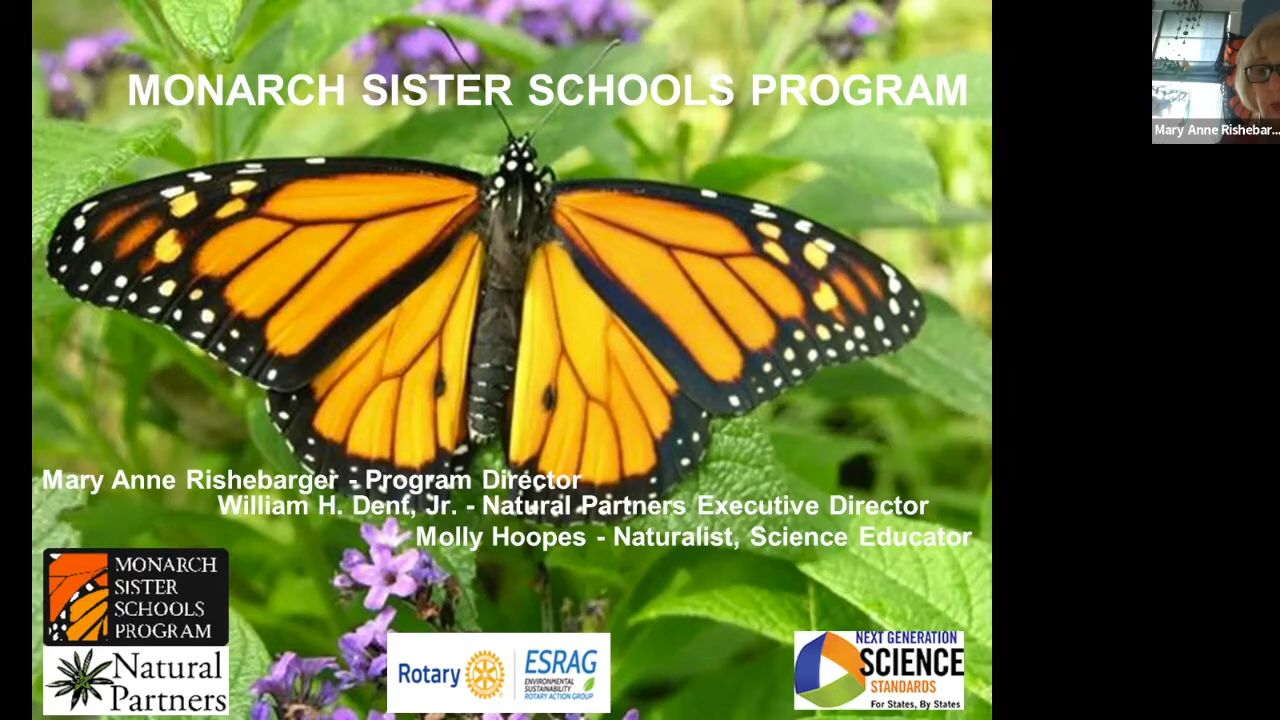 MONARCH SISTER SCHOOLS PROGRAM
Mary Anne Rishebar...
Mary Anne Rishebarger - Program Director
William H. Dent, Jr. - Natural Partners Executive Director
Molly Hoopes - Naturalist, Science Educator
MONARCH
SISTER
SCHOOLS
PROGRAM
Natural
Partners
Rotary
ESRAG
ENVIRONMENTAL
SUSTAINABILITY
ROTARY ACTION GROUP
NEXT GENERATION
SCIENCE
STANDARDS
For States, By States